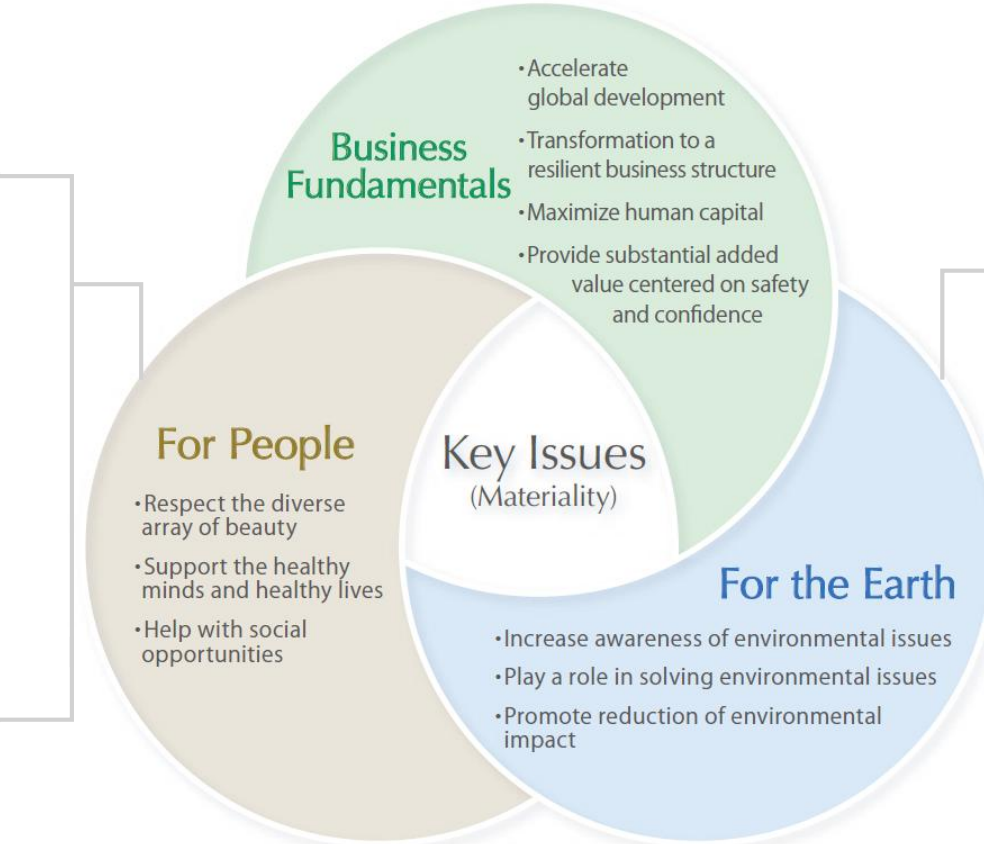 Business
Fundamentals
・Accelerate
global development
・Transformation to a
resilient business structure
・Maximize human capital
・Provide substantial added
value centered on safety
and confidence
For People
・Respect the diverse
array of beauty
・Support the healthy
minds and healthy lives
・Help with social
opportunities
Key Issues
(Materiality)
For the Earth
・Increase awareness of environmental issues
・Play a role in solving environmental issues
・Promote reduction of environmental
impact